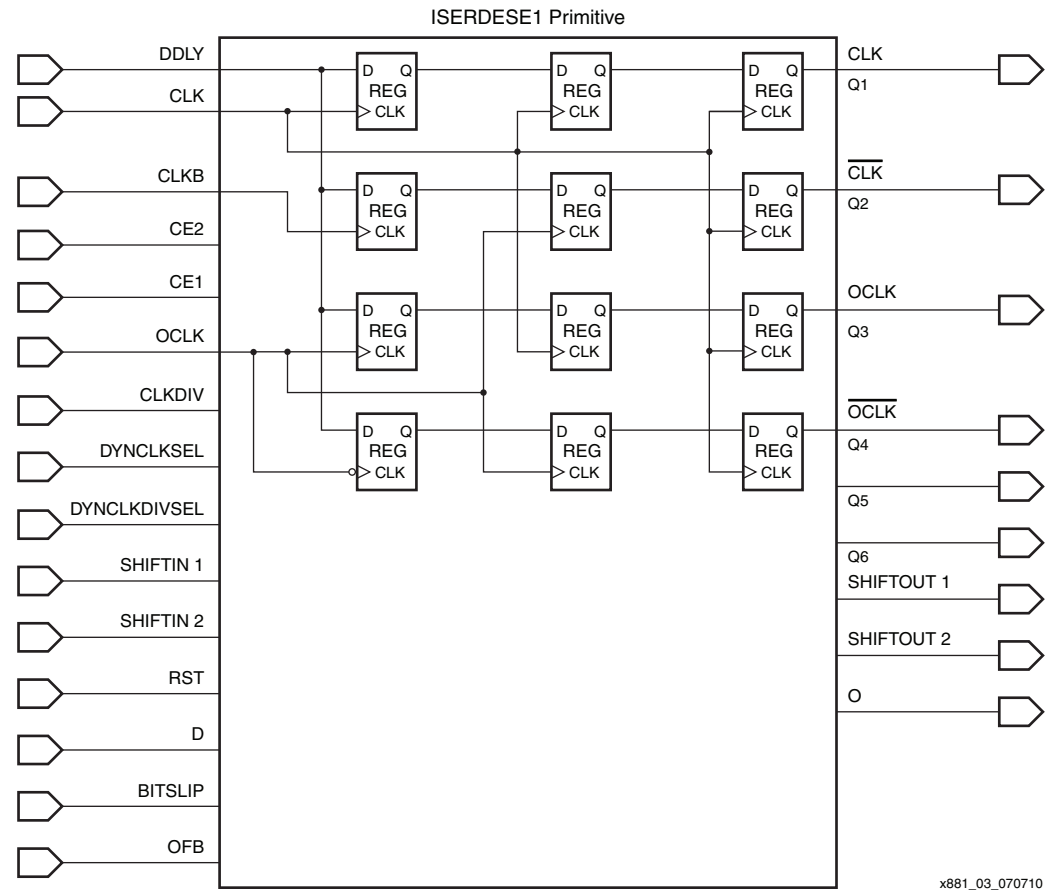 ISERDESE1 Primitive
DDLY
CLK
CLKB
CE2
CE1
OCLK
CLKDIV
DYNCLKSEL
DYNCLKDIVSEL
SHIFTIN 1
SHIFTIN 2
RST
D
BITSLIP
OFB
D Q
REG
CLK
D Q
REG
CLK
D Q
REG
CLK
D Q
REG
CLK
D Q
REG
CLK
D Q
REG
CLK
D Q
REG
CLK
D Q
REG
CLK
D Q
REG
CLK
D Q
REG
CLK
D Q
REG
CLK
D Q
REG
CLK
CLK
Q1
CLK
Q2
OCLK
Q3
OCLK
Q4
Q5
Q6
SHIFTOUT 1
SHIFTOUT 2
O
x881_03_070710